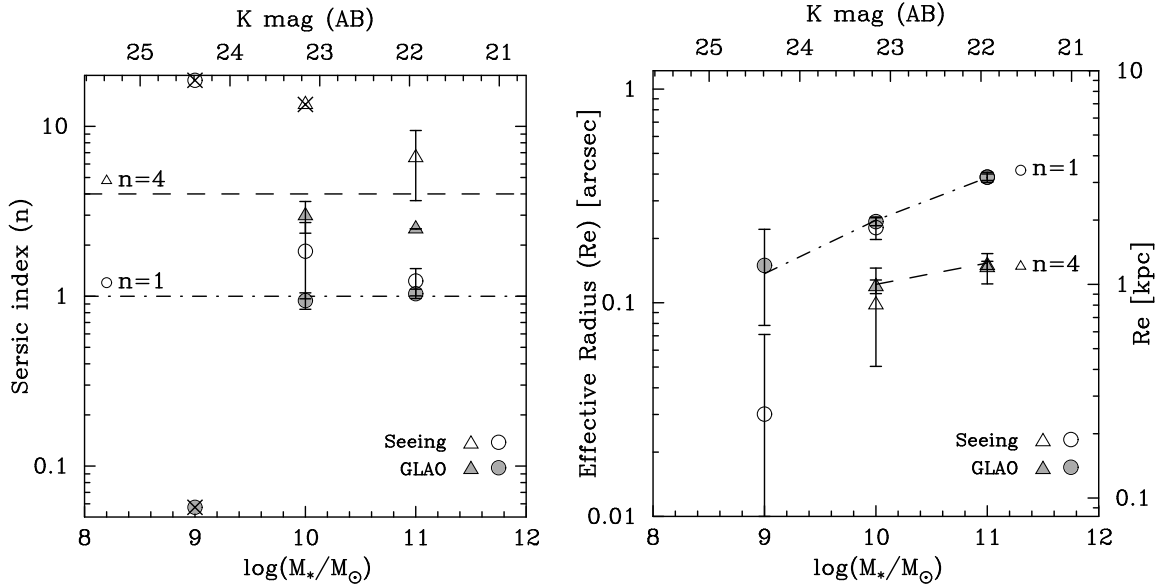 K mag (AB)
25 24 23 22 21
Sersic index (n)
10
1
0.1
n=4
n=1
Seeing
GLAO
8 9 10 11 12
log(M*/M⊙)
K mag (AB)
24 23 22 21
Effective Radius (Re) [arcsec]
1
0.1
0.01
n=1
n=4
Seeing
GLAO
10
1
0.1
Re [kpc]
8 9 10 11 12
log(M*/M⊙)